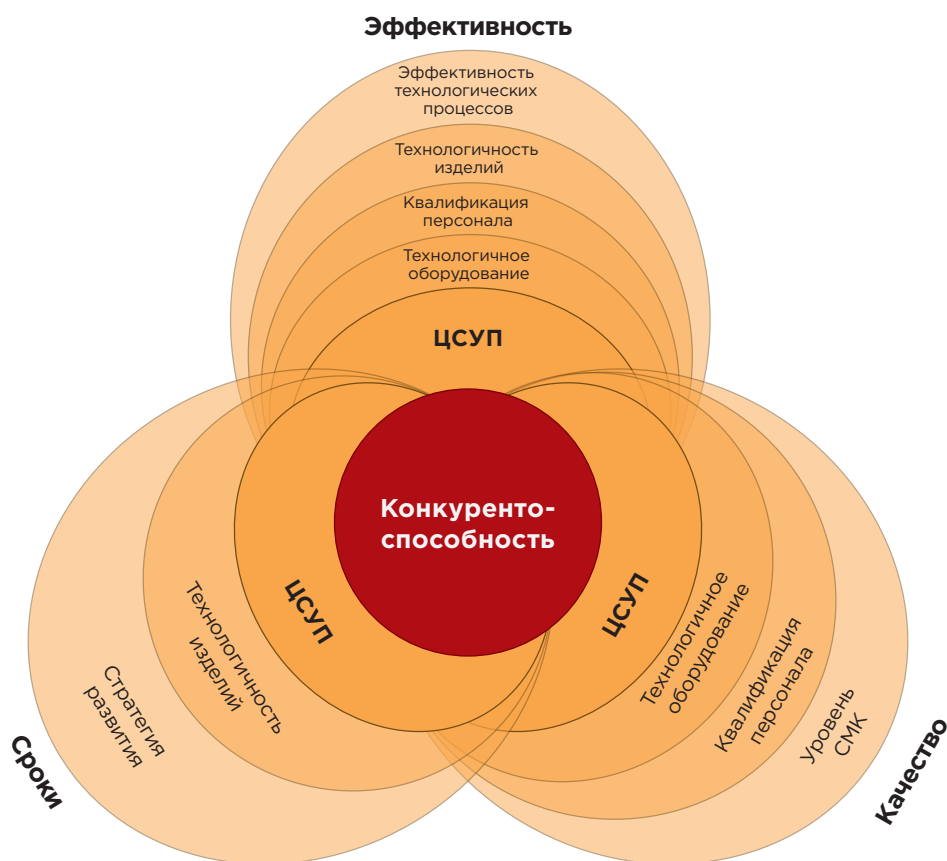 Эффективность
Эффективность
технологических
процессов
Технологичность
изделий
Квалификация
персонала
Технологичное
оборудование
ЦСУП
Конкуренто-
способность
ЦСУП
Технологичность
изделий
Стратегия
развития
Сроки
ЦСУП
Технологичное
оборудование
Квалификация
персонала
Уровень
СМК
Качество